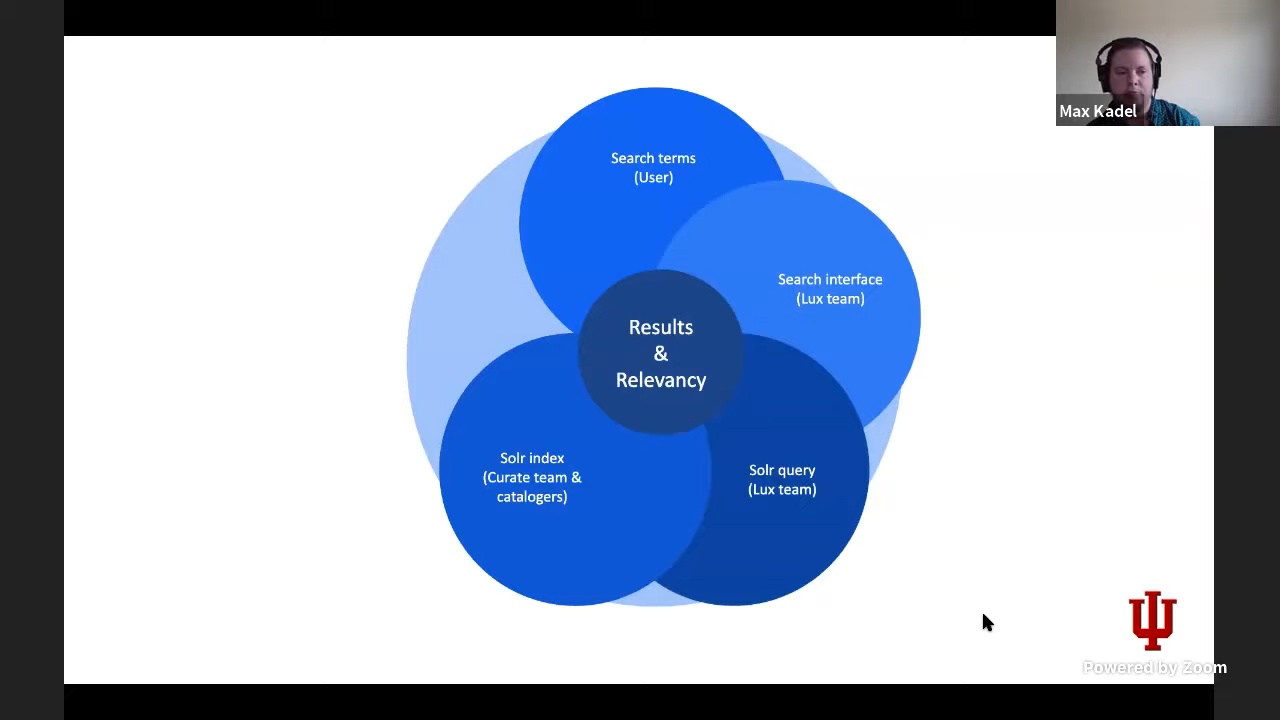 Max Kadel
Search terms
(User)
Search interface
(Lux team)
Results
&
Relevancy
Solr index
(Curate team &
catalogers)
Solr query
(Lux team)
Powered by Zoom